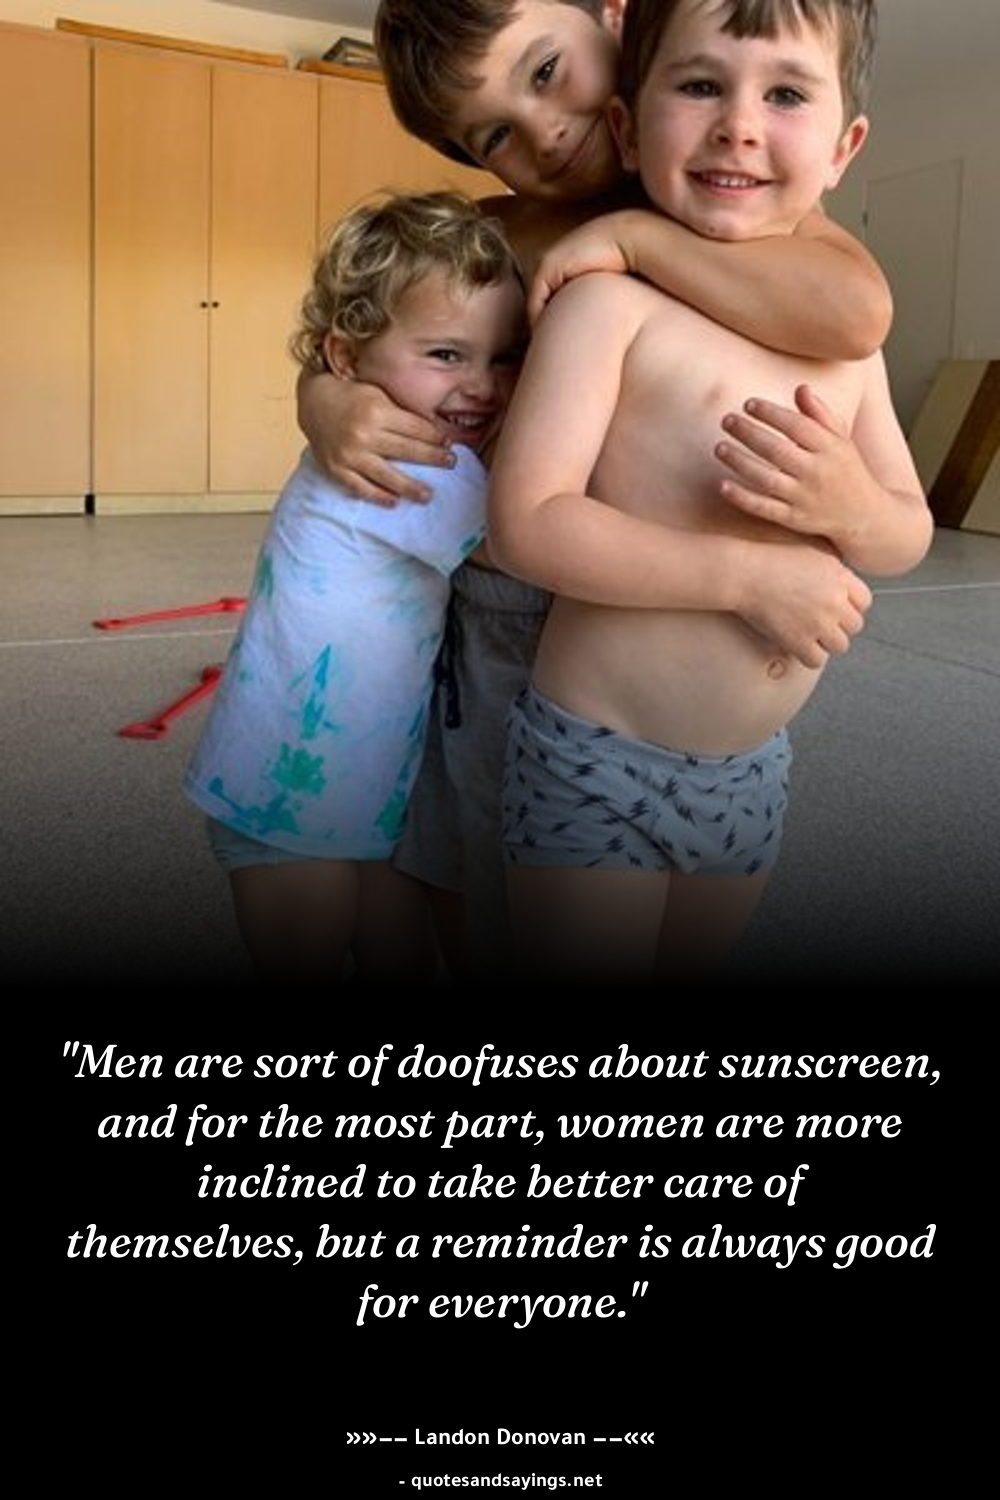 "Men are sort of doofuses about sunscreen,
and for the most part, women are more
inclined to take better care of
themselves, but a reminder is always good
for everyone."
»»–– Landon Donovan ––««
- quotesandsayings.net